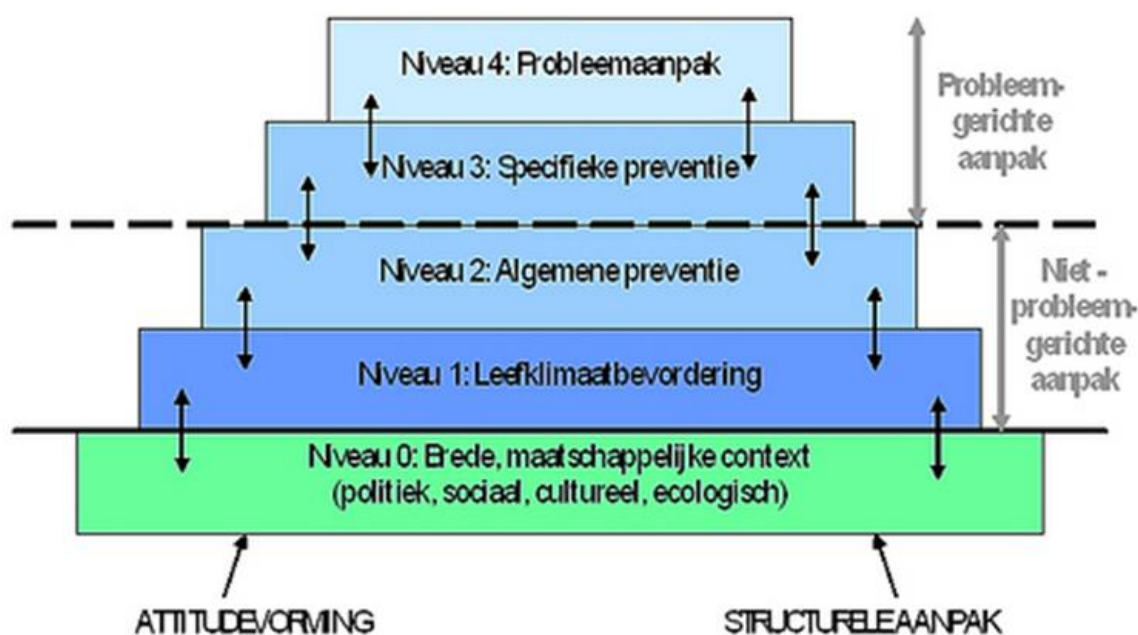 Niveau 4: Probleemaanpak
Probleem-
gerichte
aanpak
Niveau 3: Specifieke preventie
Niveau 2: Algemene preventie
Niet -
probleem-
gerichte
aanpak
Niveau 1: Leefklimaatbevordering
Niveau 0: Brede, maatschappelijke context
(politiek, sociaal, cultureel, ecologisch)
ATTITUDEVORMING
STRUCTURELE AANPAK